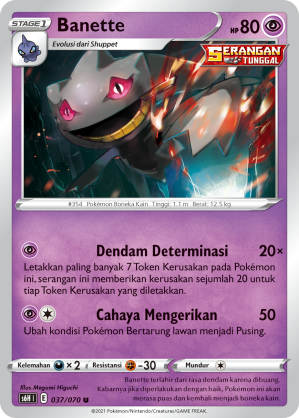 STAGE 1 Banette HP 80
Evolusi dari Shuppet
SERANGAN
TUNGGAL
#354 Pokémon Boneka Kain Tinggi: 1.1 m Berat: 12.5 kg
Dendam Determinasi 20×
Letakkan paling banyak 7 Token Kerusakan pada Pokémon
ini, serangan ini memberikan kerusakan sejumlah 20 untuk
tiap Token Kerusakan yang diletakkan.
Cahaya Mengerikan 50
Ubah kondisi Pokémon Bertarung lawan menjadi Pusing.
Kelemahan ×2 Resistansi -30 Mundur
Ilus. Megumi Higuchi
S6H I E 037/070 U
Banette terlahir dari rasa dendam karena dibuang.
Kabarnya jika diperlakukan dengan baik, Pokémon ini akan
merasa puas dan kembali menjadi boneka.
©2021 Pokémon/Nintendo/Creatures/GAME FREAK